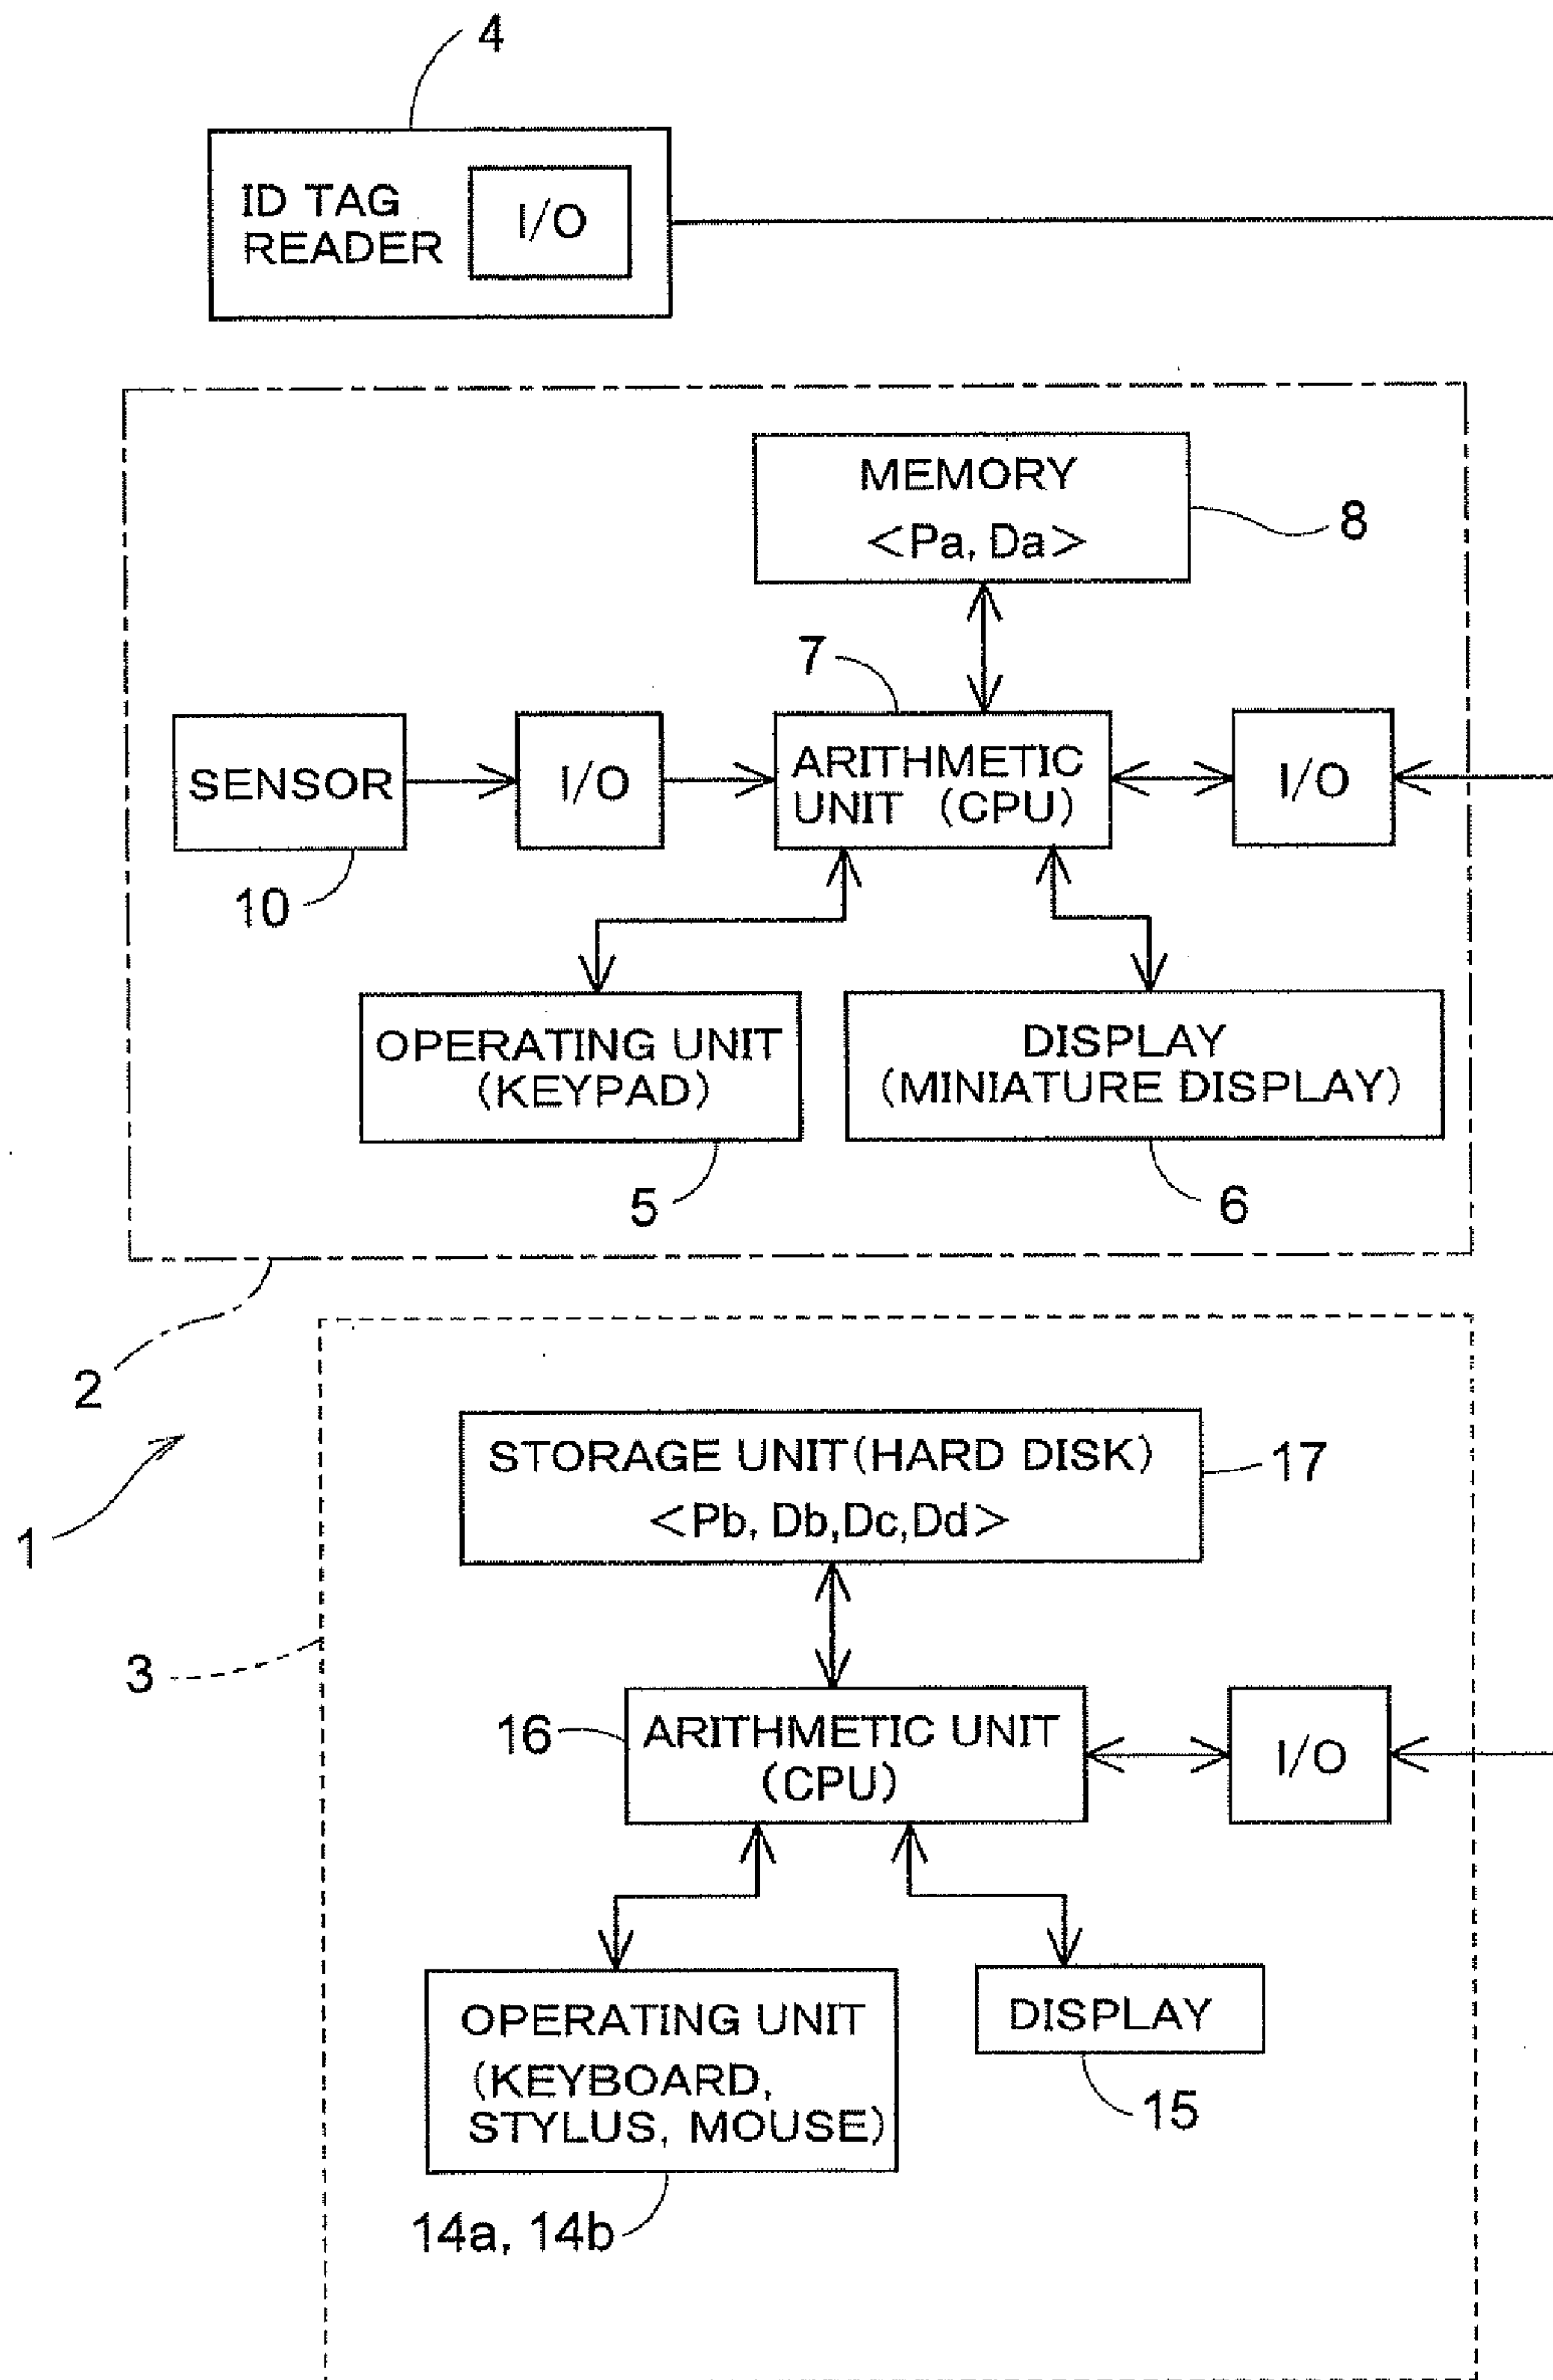 4
ID TAG
READER
I/O
MEMORY
<Pa, Da>
8
7
SENSOR
I/O
ARITHMETIC
UNIT (CPU)
I/O
10
OPERATING UNIT
(KEYPAD)
DISPLAY
(MINIATURE DISPLAY)
5
6
2
STORAGE UNIT(HARD DISK)
<Pb, Db,Dc,Dd>
17
1
3
16
ARITHMETIC UNIT
(CPU)
I/O
OPERATING UNIT
(KEYBOARD,
STYLUS, MOUSE)
DISPLAY
15
14a, 14b